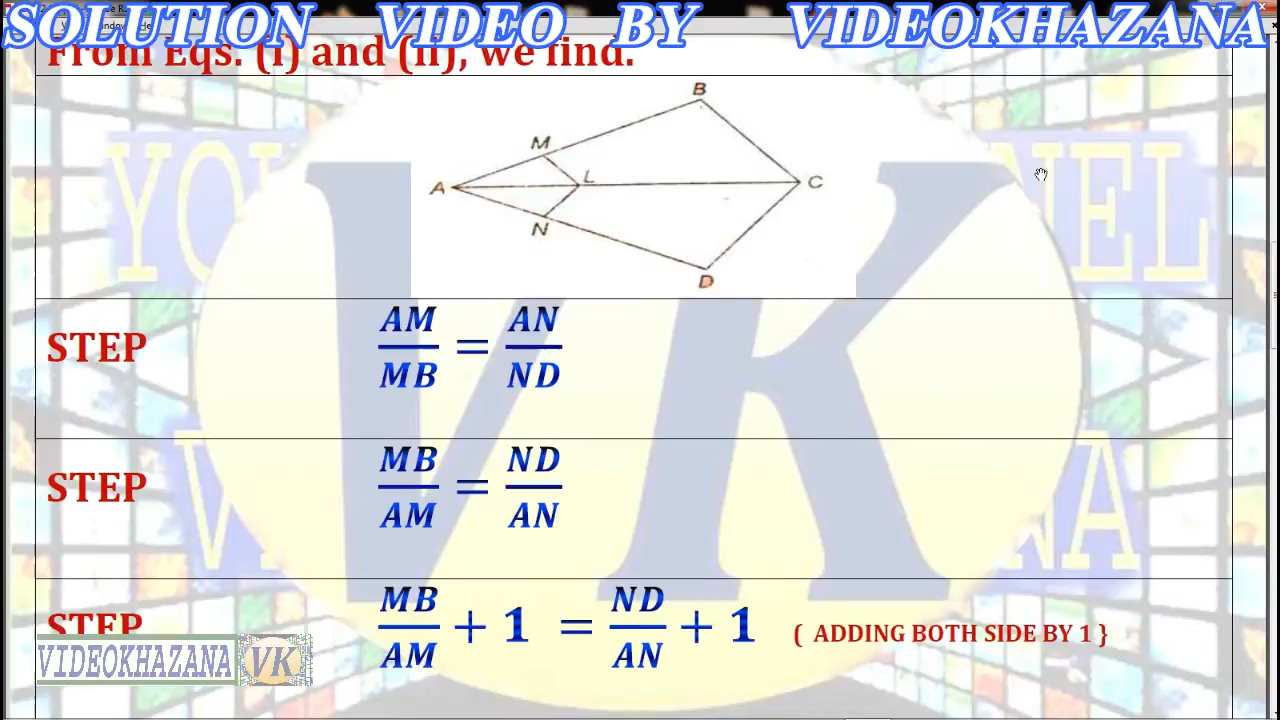 SOLUTION VIDEO BY VIDEOKHAZANA
From Eqs. (i) and (ii), we find.
B
M
A L C
N
D
STEP AM/MB = AN/ND
STEP MB/AM = ND/AN
STEP MB/AM + 1 = ND/AN + 1 ( ADDING BOTH SIDE BY 1 }
VIDEOKHAZANA VK
VK